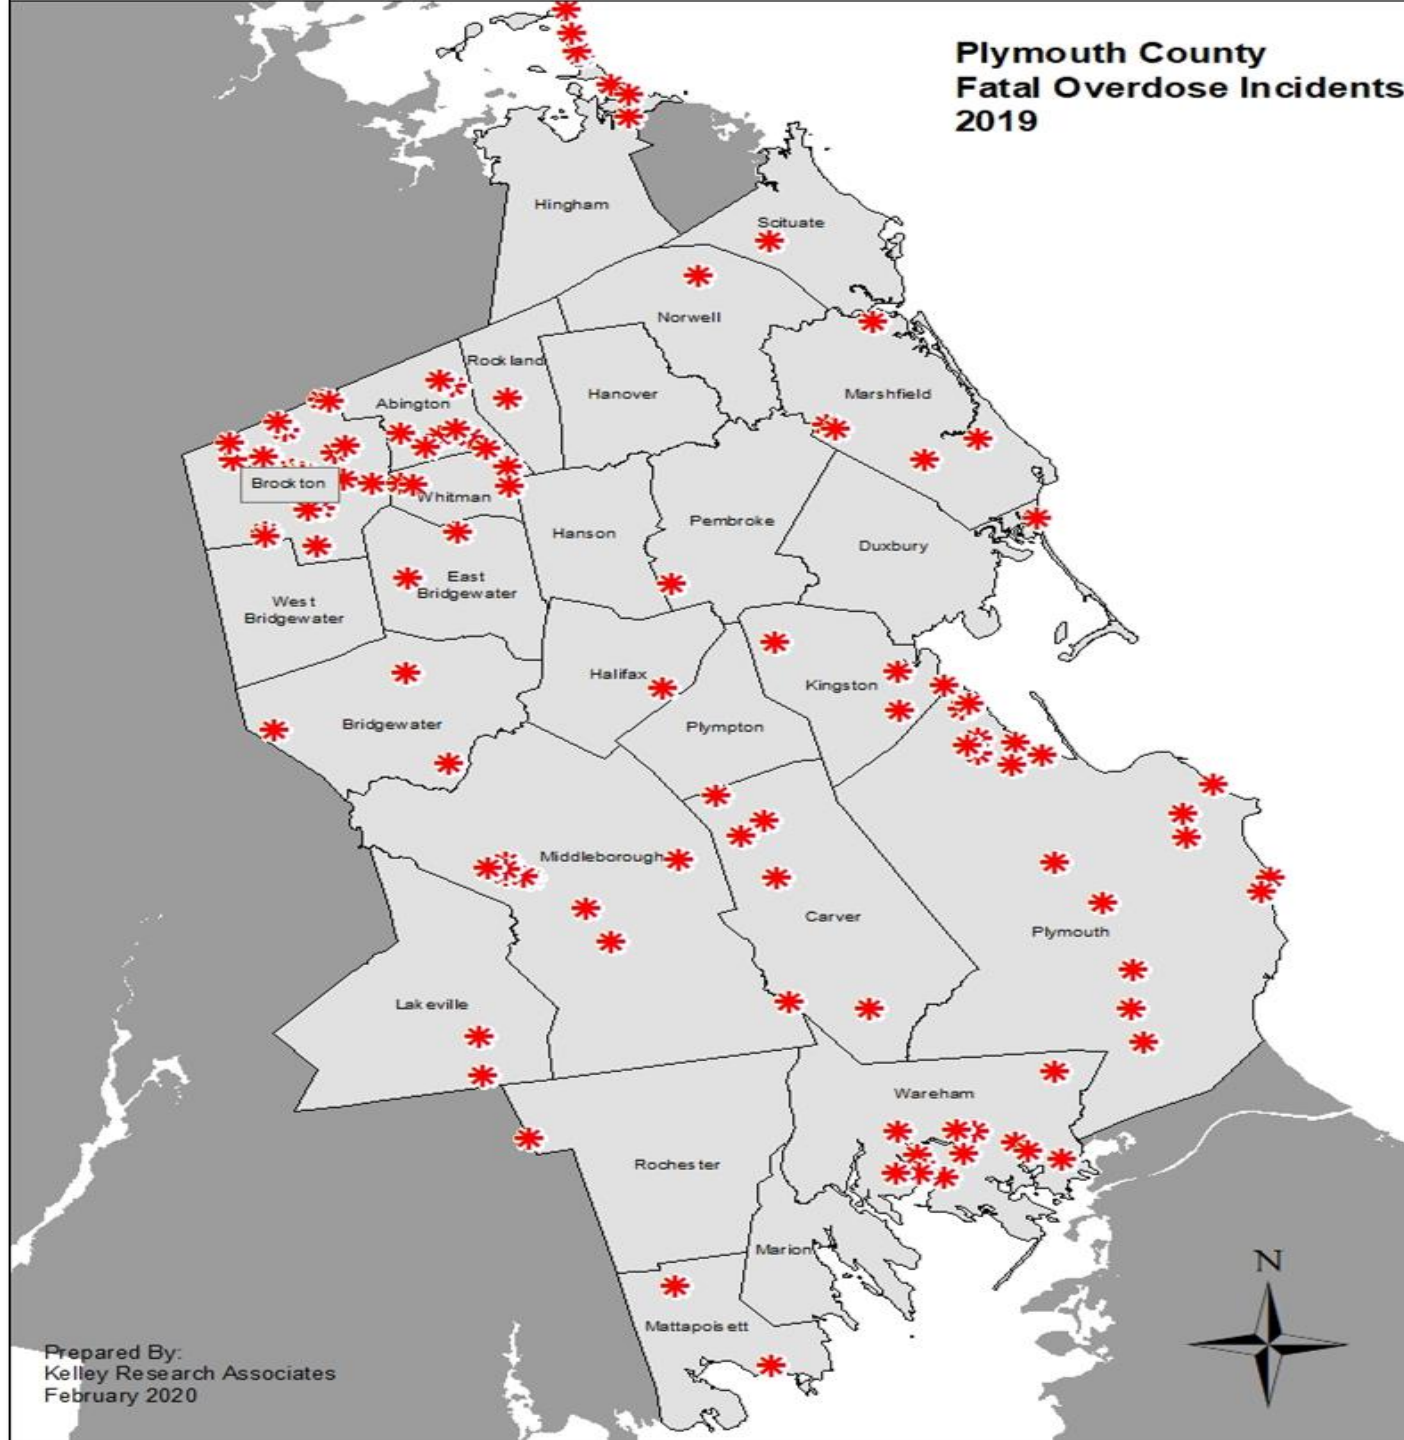 Plymouth County
Fatal Overdose Incidents
2019
Hingham
Scituate
Norwell
Rockland
Hanover
Abington
Marshfield
Brockton
Whitman
Hanson
Pembroke
Duxbury
East
Bridgewater
West
Bridgewater
Halifax
Kingston
Bridgewater
Plympton
Middleborough
Carver
Plymouth
Lakeville
Wareham
Rochester
Marion
Mattapoisett
N
Prepared By:
Kelley Research Associates
February 2020